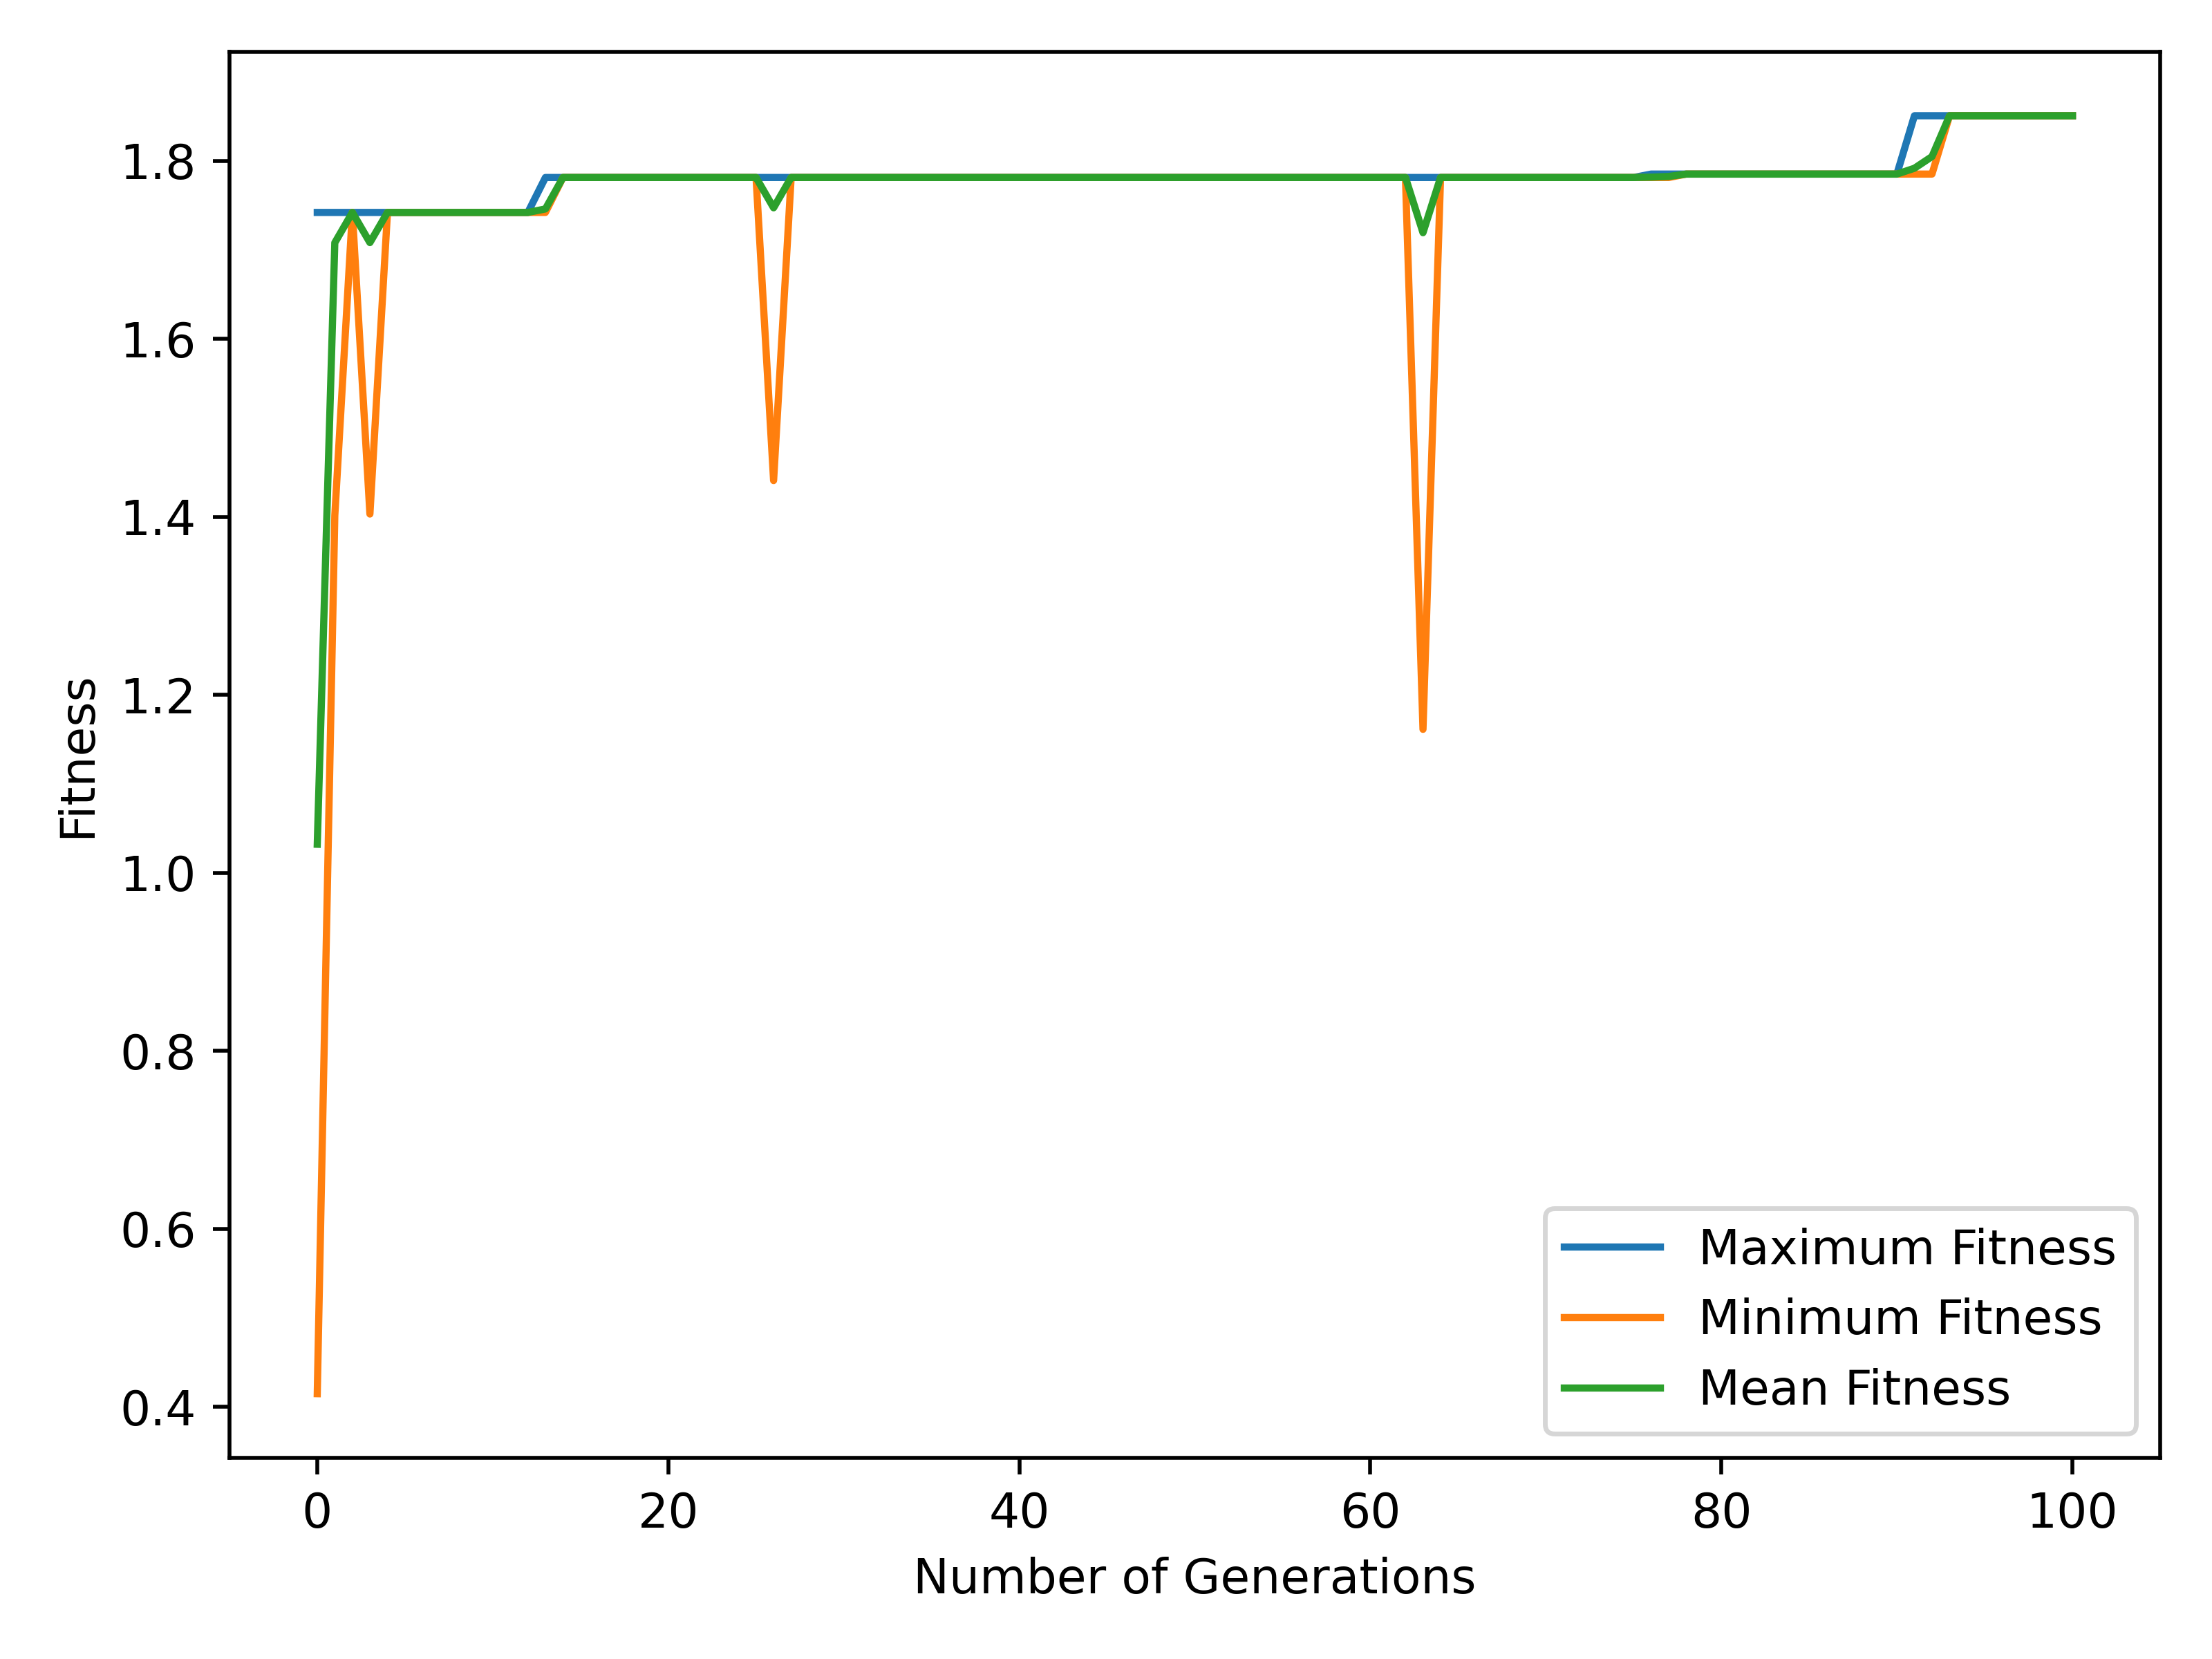 1.8
1.6
1.4
1.2
1.0
0.8
0.6
0.4
Fitness
0 20 40 60 80 100
Number of Generations
Maximum Fitness
Minimum Fitness
Mean Fitness